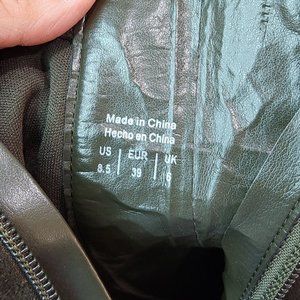 Made in China
Hecho en China
US | EUR | UK
8.5 | 39 | 6